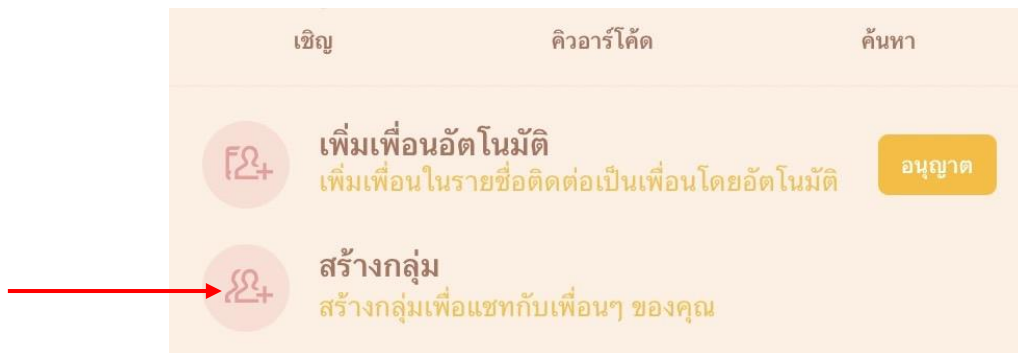 เชิญ คิวอาร์โค้ด ค้นหา
เพิ่มเพื่อนอัตโนมัติ
เพิ่มเพื่อนในรายชื่อติดต่อเป็นเพื่อนโดยอัตโนมัติ อนุญาต
สร้างกลุ่ม
สร้างกลุ่มเพื่อแชทกับเพื่อนๆ ของคุณ